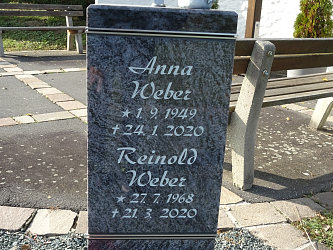 Anna
Weber
★ 1. 9. 1949
✝ 24. 1. 2020
Reinold
Weber
★ 27. 7. 1968
✝ 21. 3. 2020